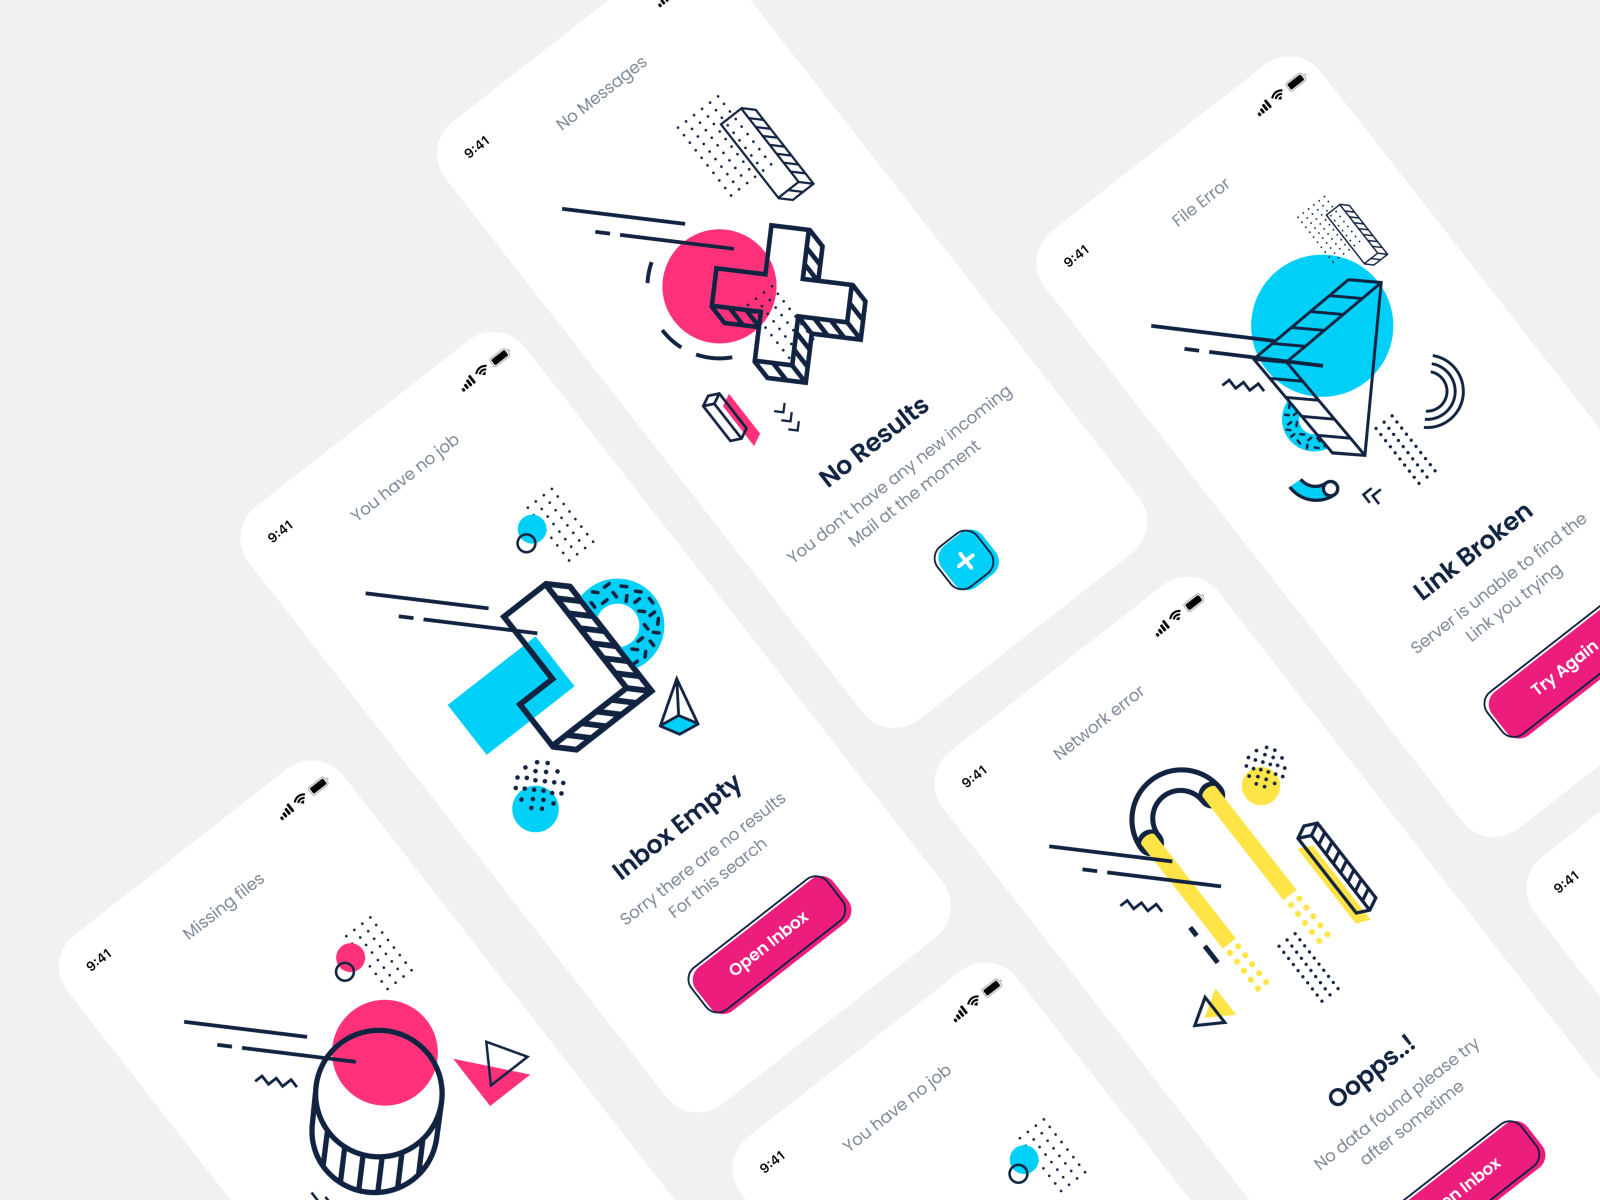 9:41
No Messages
No Results
You don't have any new incoming
Mail at the moment
9:41
File Error
Link Broken
Server is unable to find the
Link you trying
Try Again
9:41
You have no job
Inbox Empty
Sorry there are no results
For this search
Open Inbox
9:41
Network error
Oopps..!
No data found please try
after sometime
en Inbox
9:41
Missing files
9:41
You have no job
9:41